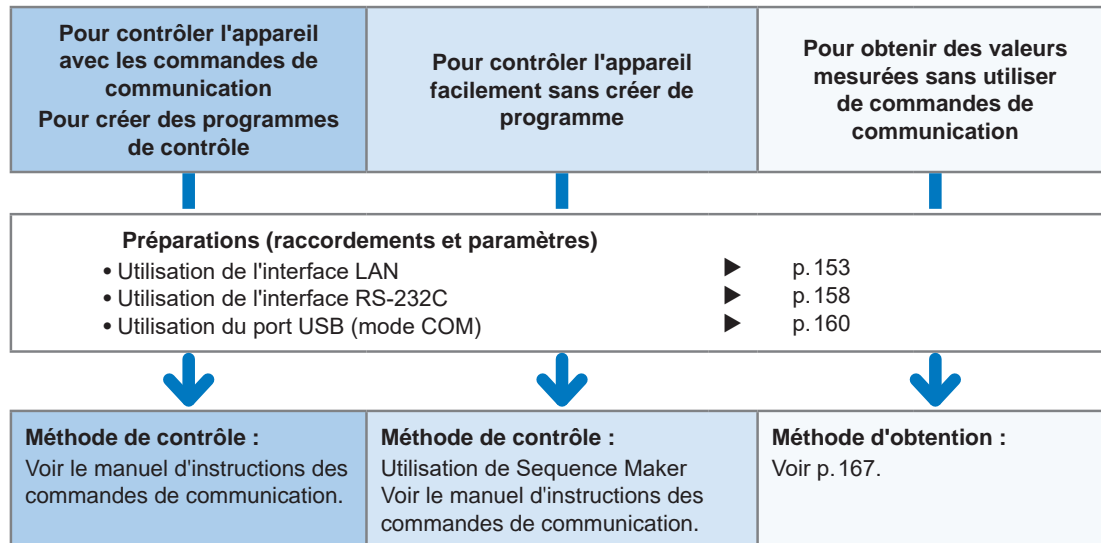 Pour contrôler l'appareil
avec les commandes de
communication
Pour créer des programmes
de contrôle
Pour contrôler l'appareil
facilement sans créer de
programme
Pour obtenir des valeurs
mesurées sans utiliser
de commandes de
communication
Préparations (raccordements et paramètres)
• Utilisation de l'interface LAN ▶ p. 153
• Utilisation de l'interface RS-232C ▶ p. 158
• Utilisation du port USB (mode COM) ▶ p. 160
Méthode de contrôle :
Voir le manuel d'instructions des
commandes de communication.
Méthode de contrôle :
Utilisation de Sequence Maker
Voir le manuel d'instructions des
commandes de communication.
Méthode d'obtention :
Voir p. 167.